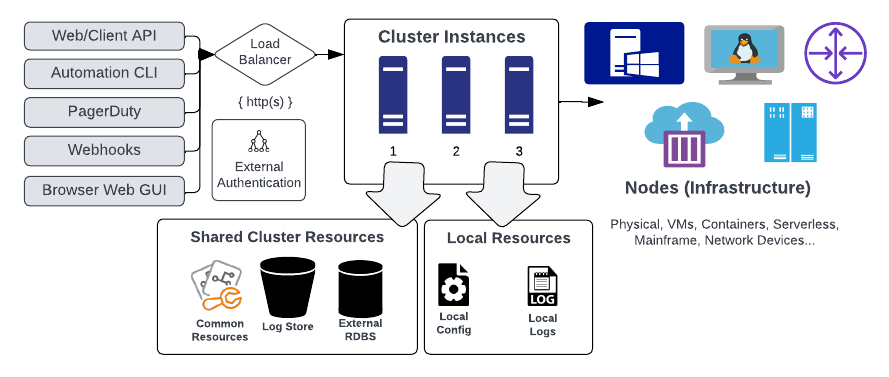 Web/Client API
Automation CLI
PagerDuty
Webhooks
Browser Web GUI
Load
Balancer
{ http(s) }
External
Authentication
Cluster Instances
1
2
3
Nodes (Infrastructure)
Physical, VMs, Containers, Serverless,
Mainframe, Network Devices...
Shared Cluster Resources
Common
Resources
Log Store
External
RDBS
Local Resources
Local
Config
LOG
Local
Logs